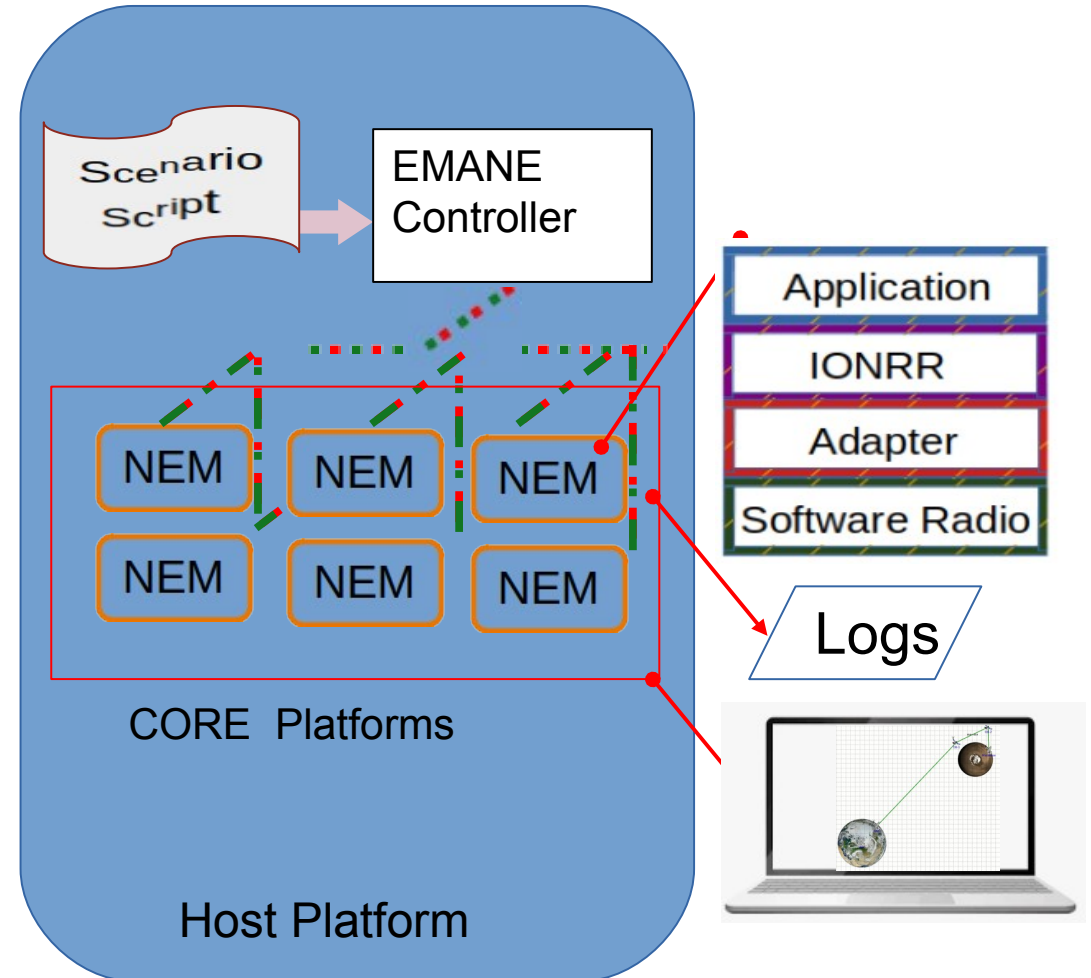 Scenario
Script
EMANE
Controller
Application
IONRR
Adapter
Software Radio
NEM
NEM
NEM
NEM
NEM
NEM
Logs
CORE Platforms
Host Platform